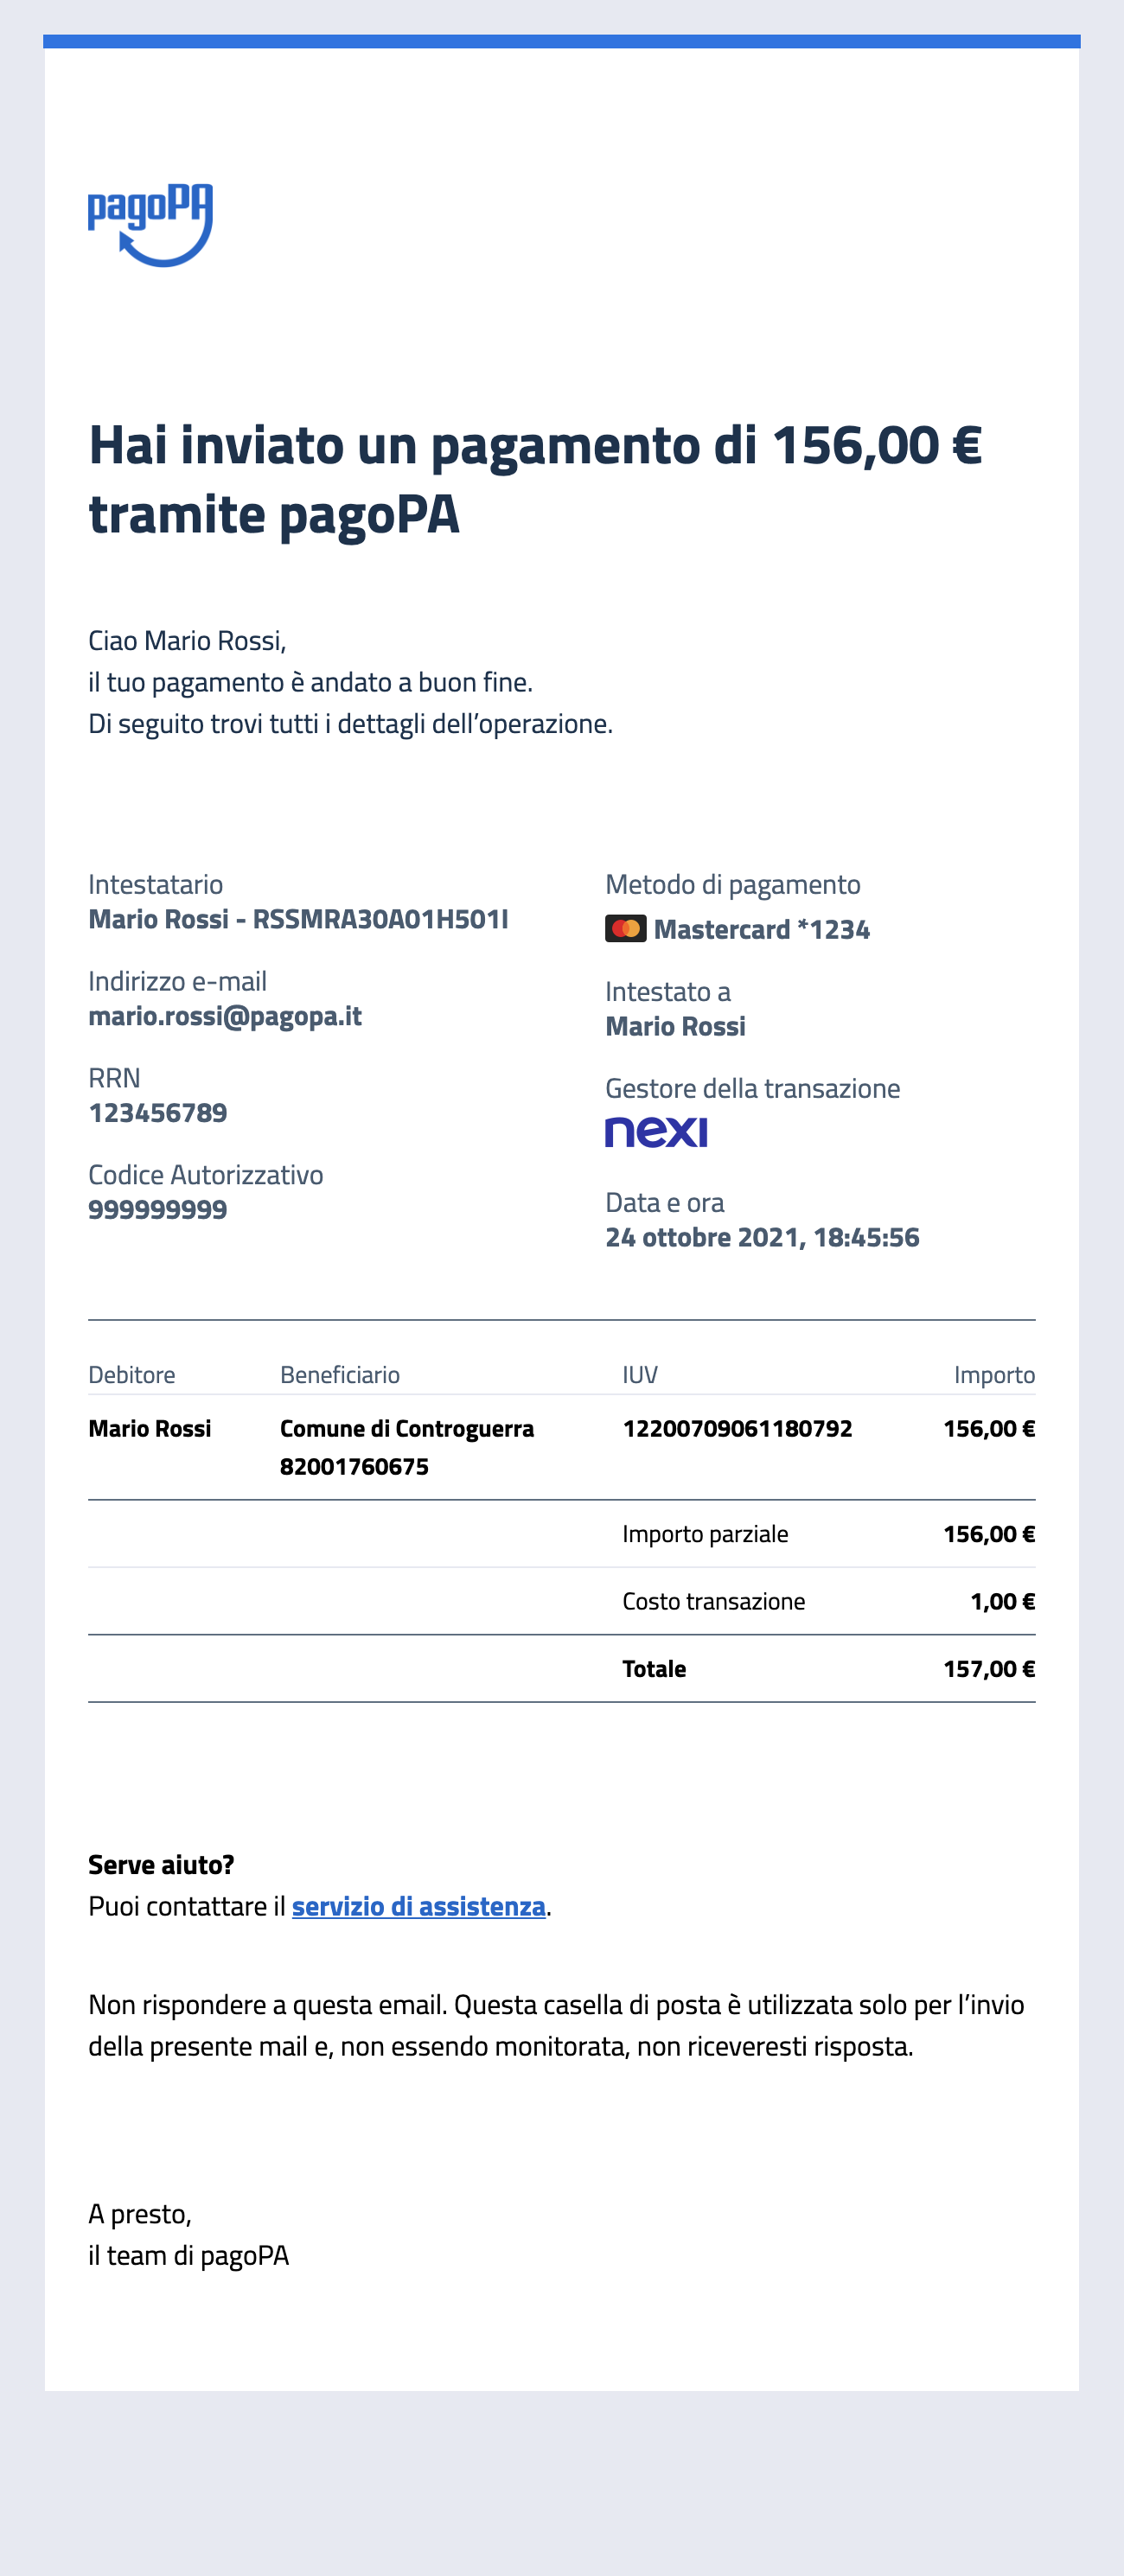 pagoPA
Hai inviato un pagamento di 156,00 €
tramite pagoPA
Ciao Mario Rossi,
il tuo pagamento è andato a buon fine.
Di seguito trovi tutti i dettagli dell’operazione.
Intestatario
Mario Rossi - RSSMRA30A01H501I
Indirizzo e-mail
mario.rossi@pagopa.it
RRN
123456789
Codice Autorizzativo
999999999
Metodo di pagamento
Mastercard *1234
Intestato a
Mario Rossi
Gestore della transazione
nexi
Data e ora
24 ottobre 2021, 18:45:56
Debitore Beneficiario IUV Importo
Mario Rossi Comune di Controguerra 12200709061180792 156,00 €
82001760675
Importo parziale 156,00 €
Costo transazione 1,00 €
Totale 157,00 €
Serve aiuto?
Puoi contattare il servizio di assistenza.
Non rispondere a questa email. Questa casella di posta è utilizzata solo per l’invio
della presente mail e, non essendo monitorata, non riceveresti risposta.
A presto,
il team di pagoPA